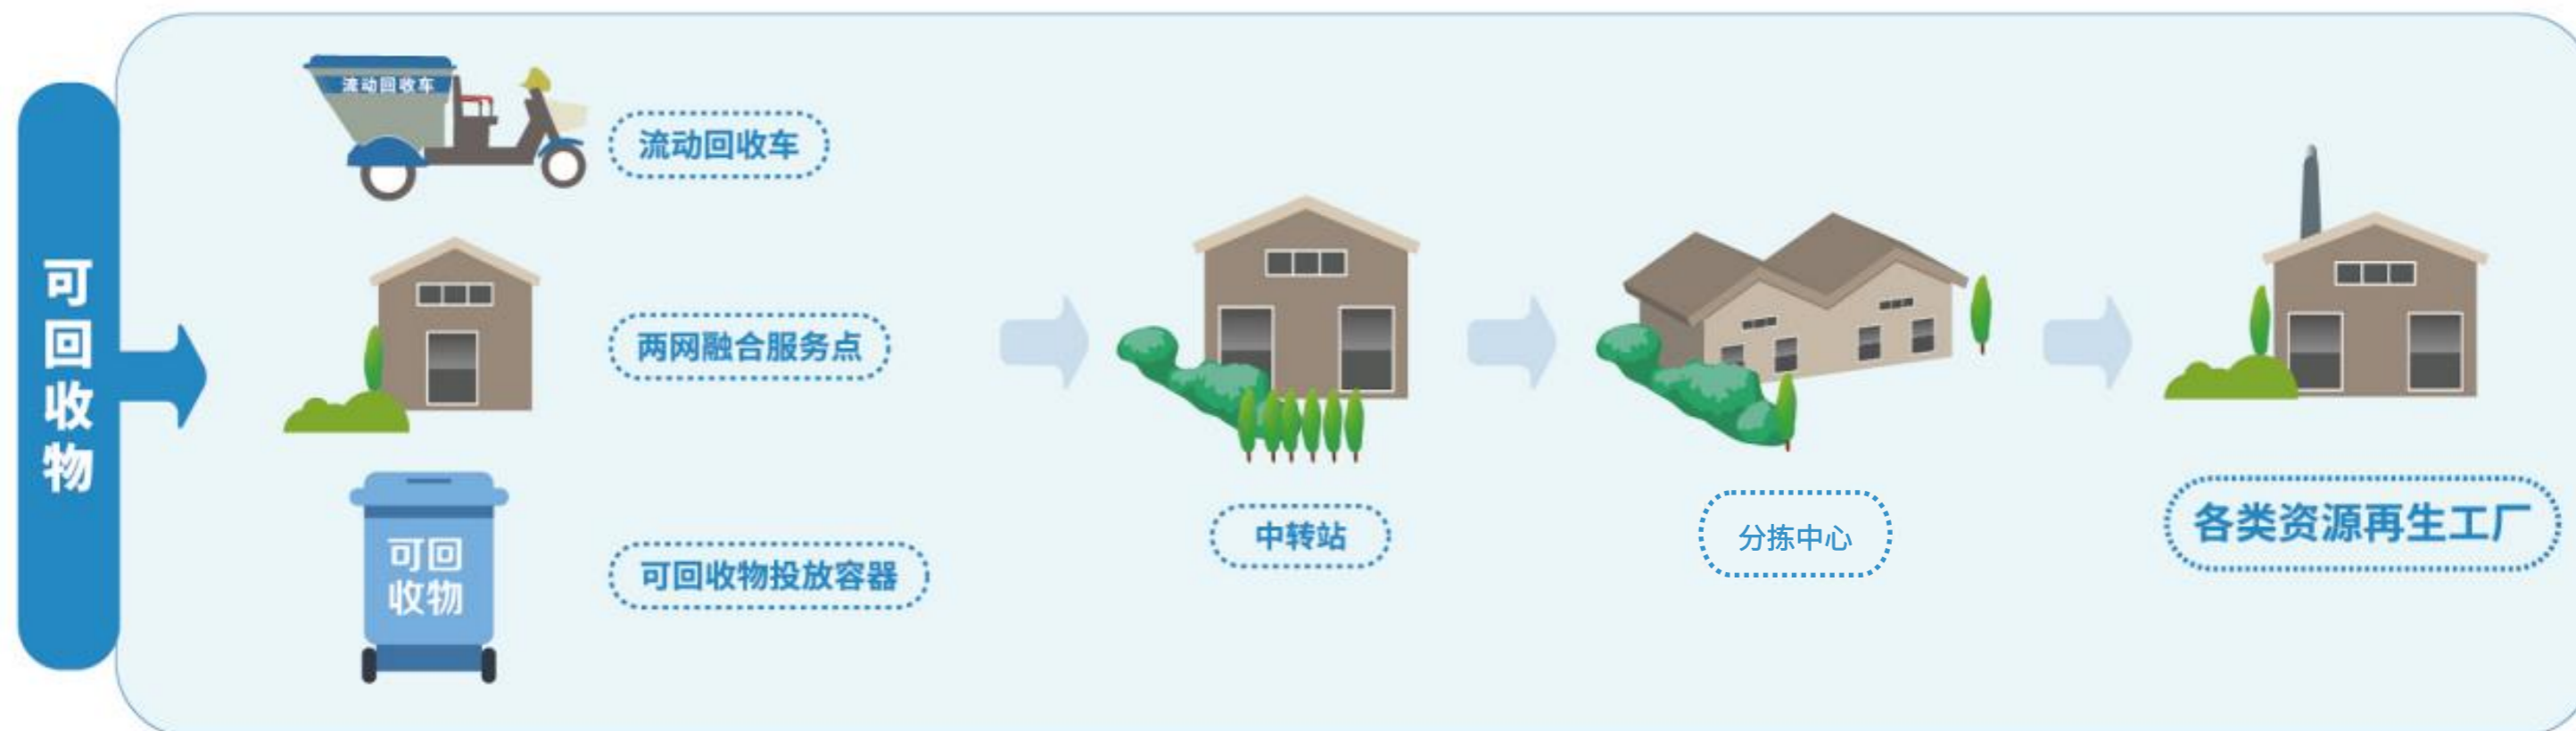 可回收物
流动回收车
流动回收车
两网融合服务点
可回
收物
可回收物投放容器
中转站
分拣中心
各类资源再生工厂